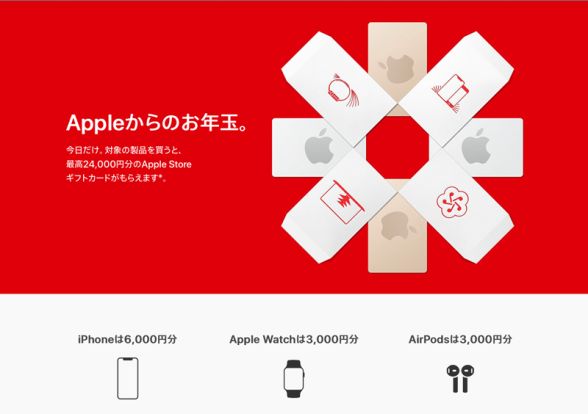 Appleからのお年玉。
今日だけ。対象の製品を買うと、
最高24,000円分のApple Store
ギフトカードがもらえます*。
iPhoneは6,000円分
Apple Watchは3,000円分
AirPodsは3,000円分